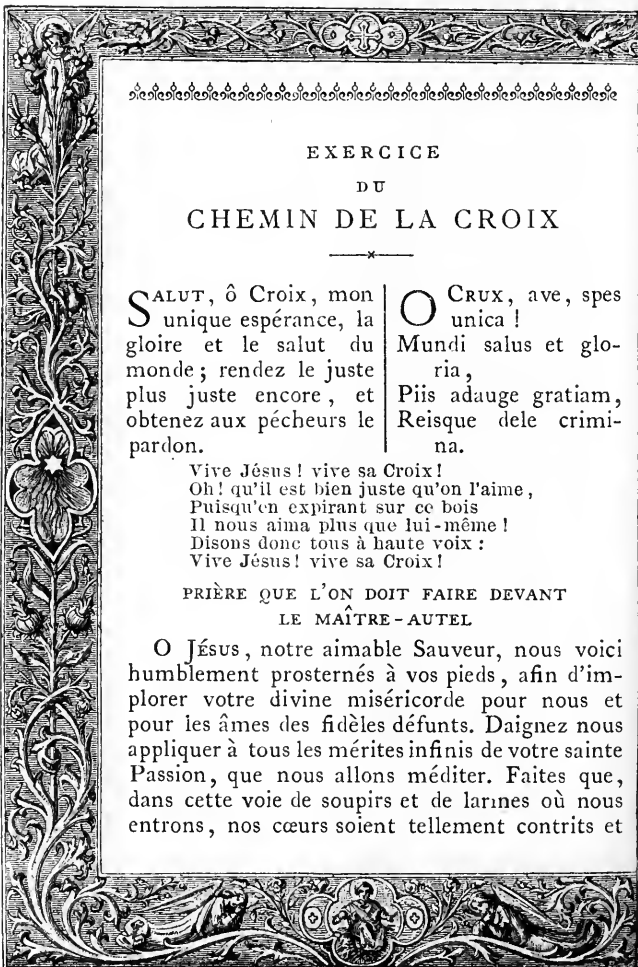 EXERCICE
DU
CHEMIN DE LA CROIX
SALUT, ô Croix, mon
unique espérance, la
gloire et le salut du
monde ; rendez le juste
plus juste encore, et
obtenez aux pécheurs le
pardon.
O CRUX, ave, spes
unica !
Mundi salus et glo-
ria,
Piis adauge gratiam,
Reisque dele crimi-
na.
Vive Jésus ! vive sa Croix !
Oh ! qu'il est bien juste qu'on l'aime,
Puisqu'en expirant sur ce bois
Il nous aima plus que lui-même !
Disons donc tous à haute voix :
Vive Jésus ! vive sa Croix !
PRIÈRE QUE L'ON DOIT FAIRE DEVANT
LE MAÎTRE-AUTEL
O JÉSUS, notre aimable Sauveur, nous voici
humblement prosternés à vos pieds, afin d'im-
plorer votre divine miséricorde pour nous et
pour les âmes des fidèles défunts. Daignez nous
appliquer à tous les mérites infinis de votre sainte
Passion, que nous allons méditer. Faites que,
dans cette voie de soupirs et de larmes où nous
entrons, nos cœurs soient tellement contrits et